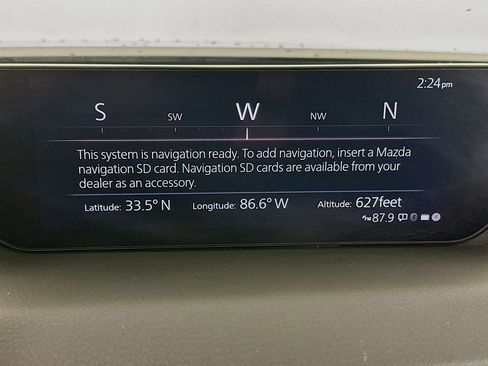 2:24pm
S SW W NW N
This system is navigation ready. To add navigation, insert a Mazda
navigation SD card. Navigation SD cards are available from your
dealer as an accessory.
Latitude: 33.5° N Longitude: 86.6° W Altitude: 627feet
87.9